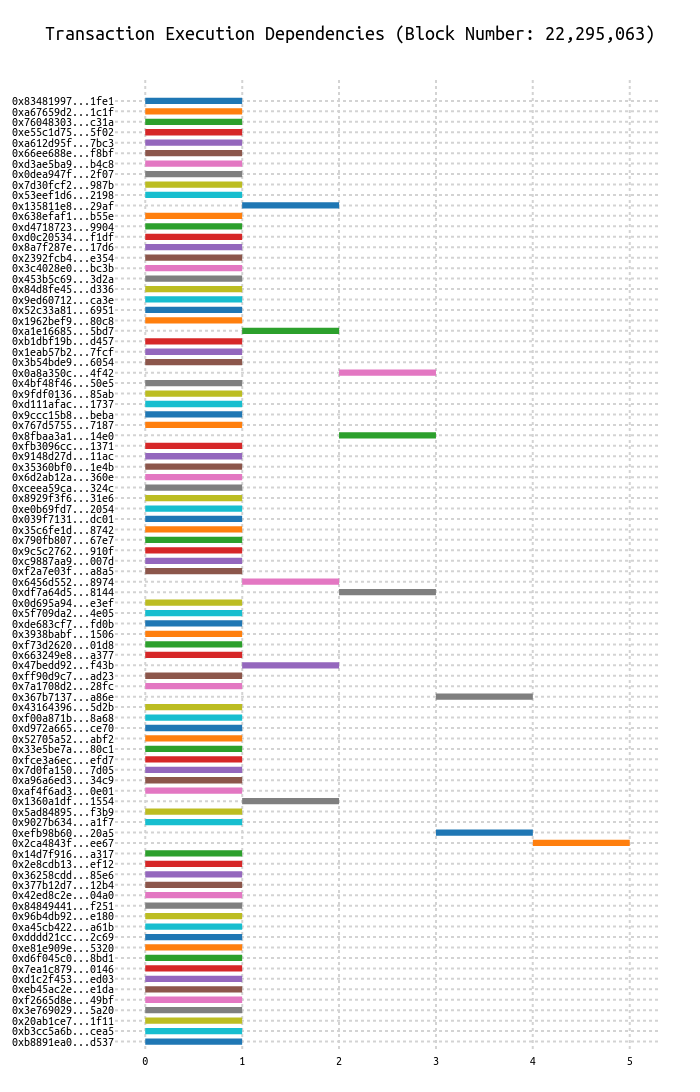 Transaction Execution Dependencies (Block Number: 22,295,063)
0x83481997...1fe1
0xa67659d2...1c1f
0x76048303...c31a
0xe55c1d75...5f02
0xa612d95f...7bc3
0x66ee688e...f8bf
0xd3ae5ba9...b4c8
0x0dea947f...2f07
0x7d30fcf2...987b
0x53eef1d6...2198
0x135811e8...29af
0x638efaf1...b55e
0xd4718723...9904
0xd0c20534...f1df
0x8a7f287e...17d6
0x2392fcb4...e354
0x3c4028e0...bc3b
0x453b5c69...3d2a
0x84d8fe45...d336
0x9ed60712...ca3e
0x52c33a81...6951
0x1962bef9...80c8
0xa1e16685...5bd7
0xb1dbf19b...d457
0x1eab57b2...7fcf
0x3b54bde9...6054
0x0a8a350c...4f42
0x4bf48f46...50e5
0x9fdf0136...85ab
0xd111afac...1737
0x9ccc15b8...beba
0x767d5755...7187
0x8fbaa3a1...14e0
0xfb3096cc...1371
0x9148d27d...11ac
0x35360bf0...1e4b
0x6d2ab12a...360e
0xceea59ca...324c
0x8929f3f6...31e6
0xe0b69fd7...2054
0x039f7131...dc01
0x35c6fe1d...8742
0x790fb807...67e7
0x9c5c2762...910f
0xc9887aa9...007d
0xf2a7e03f...a8a5
0x6456d552...8974
0xdf7a64d5...8144
0x0d695a94...e3ef
0x5f709da2...4e05
0xde683cf7...fd0b
0x3938babf...1506
0xf73d2620...01d8
0x663249e8...a377
0x47bedd92...f43b
0xff90d9c7...ad23
0x7a1708d2...28fc
0x367b7137...a86e
0x43164396...5d2b
0xf00a871b...8a68
0xd972a665...ce70
0x52705a52...abf2
0x33e5be7a...80c1
0xfce3a6ec...efd7
0x7d0fa150...7d05
0xa96a6ed3...34c9
0xaf4f6ad3...0e01
0x1360a1df...1554
0x5ad84895...f3b9
0x9027b634...a1f7
0xefb98b60...20a5
0x2ca4843f...ee67
0x14d7f916...a317
0x2e8cdb13...ef12
0x36258cdd...85e6
0x377b12d7...12b4
0x42ed8c2e...04a0
0x84849441...f251
0x96b4db92...e180
0xa45cb422...a61b
0xdddd21cc...2c69
0xe81e909e...5320
0xd6f045c0...8bd1
0x7ea1c879...0146
0xd1c2f453...ed03
0xeb45ac2e...e1da
0xf2665d8e...49bf
0x3e769029...5a20
0x20ab1ce7...1f11
0xb3cc5a6b...cea5
0xb8891ea0...d537
0 1 2 3 4 5